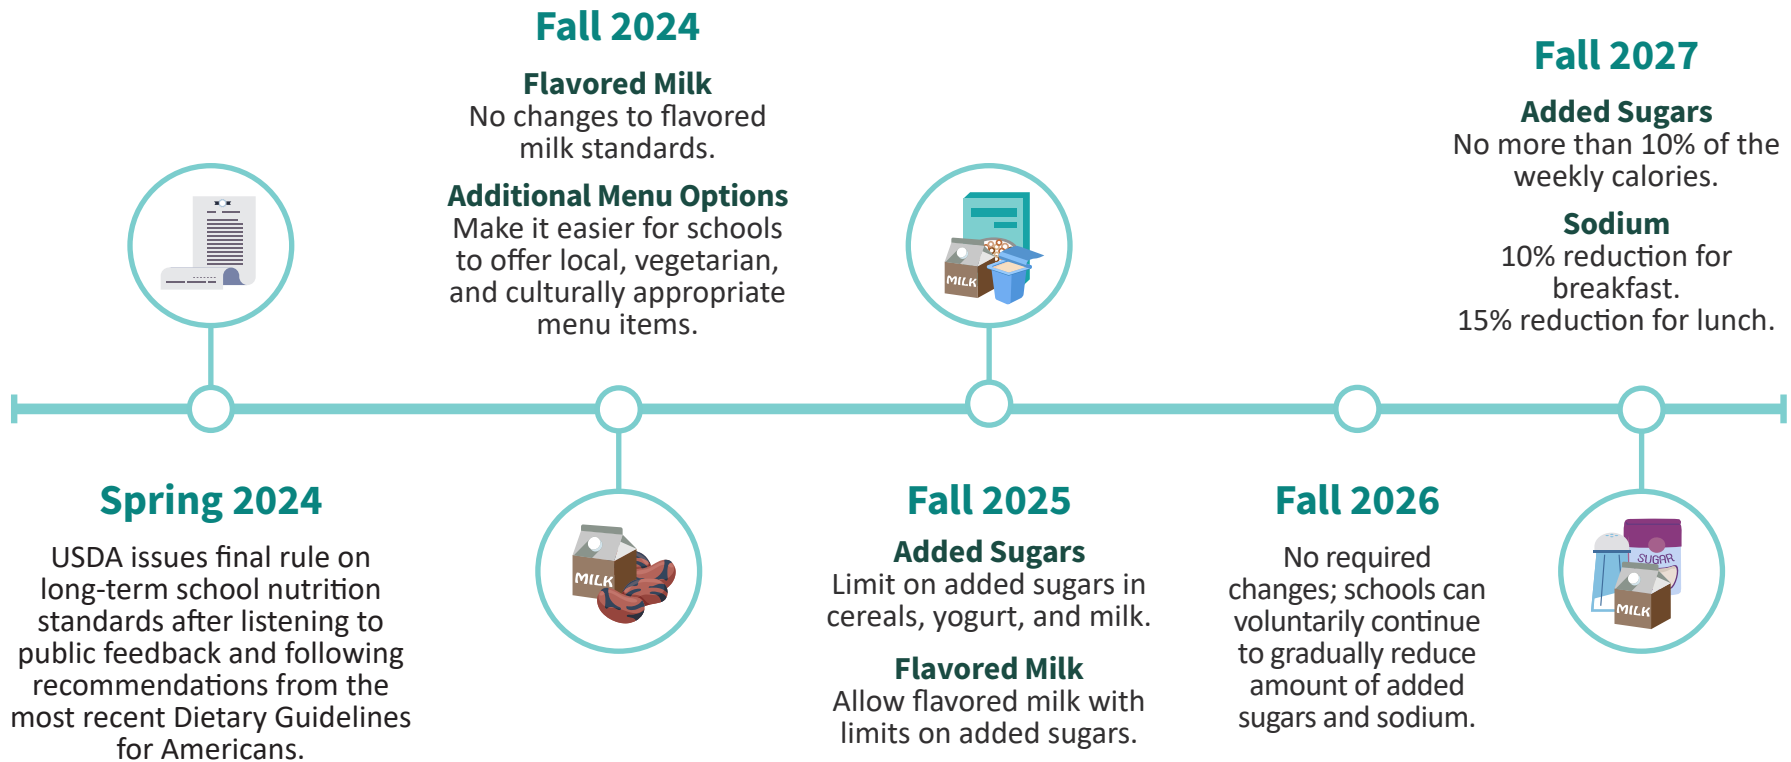 Spring 2024
USDA issues final rule on
long-term school nutrition
standards after listening to
public feedback and following
recommendations from the
most recent Dietary Guidelines
for Americans.
Fall 2024
Flavored Milk
No changes to flavored
milk standards.
Additional Menu Options
Make it easier for schools
to offer local, vegetarian,
and culturally appropriate
menu items.
MILK
MILK
Fall 2025
Added Sugars
Limit on added sugars in
cereals, yogurt, and milk.
Flavored Milk
Allow flavored milk with
limits on added sugars.
Fall 2026
No required
changes; schools can
voluntarily continue
to gradually reduce
amount of added
sugars and sodium.
Fall 2027
Added Sugars
No more than 10% of the
weekly calories.
Sodium
10% reduction for
breakfast.
15% reduction for lunch.
SUGAR
MILK